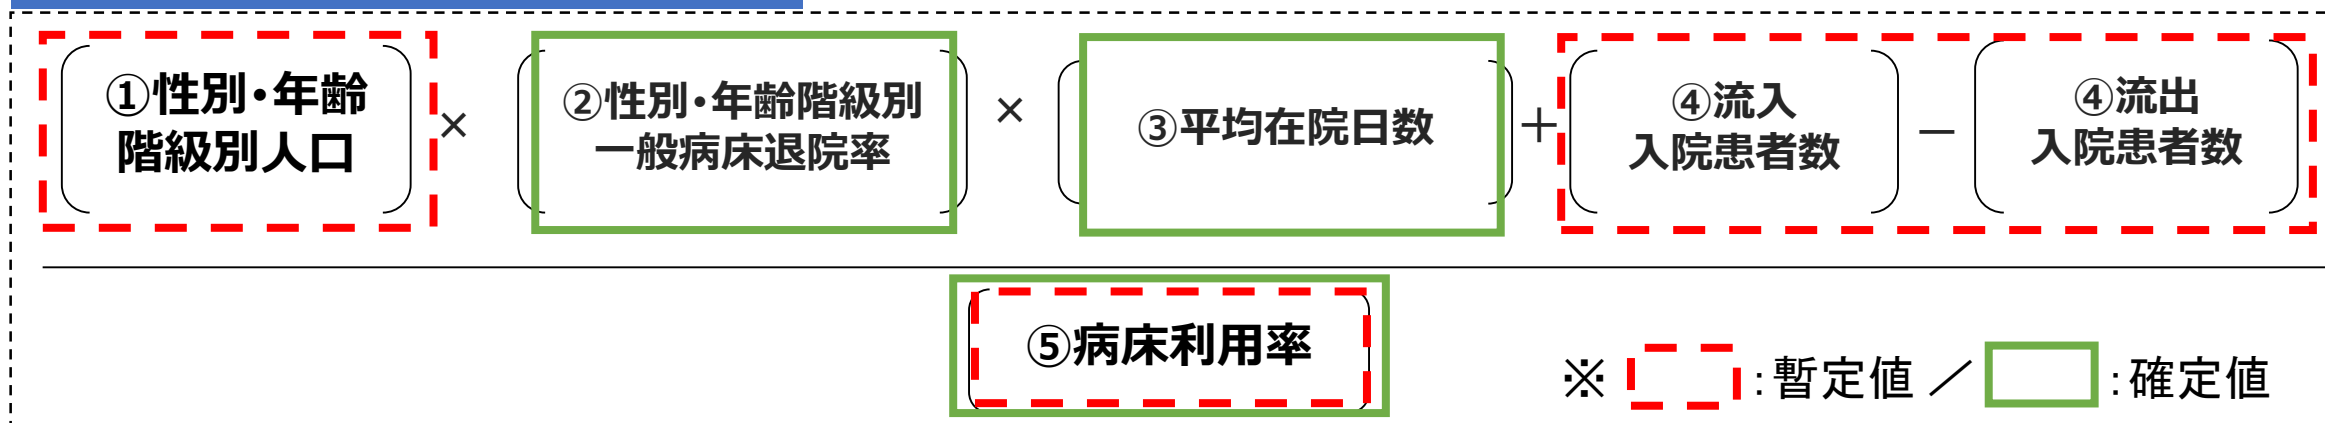 ①性別・年齢
階級別人口
×
②性別・年齢階級別
一般病床退院率
×
③平均在院日数
＋
④流入
入院患者数
－
④流出
入院患者数
⑤病床利用率
※ :暫定値 ／ :確定値